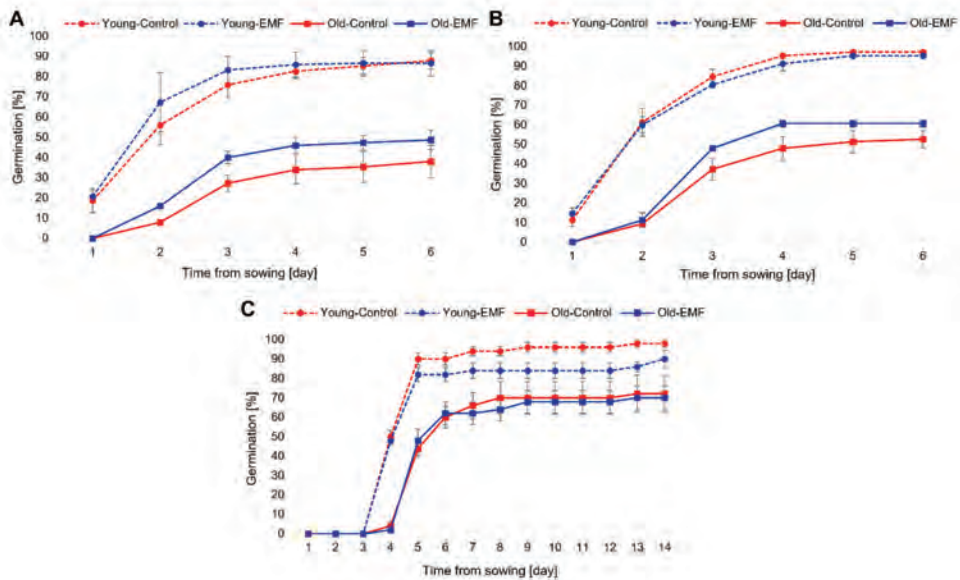 A
Young-Control Young-EMF Old-Control Old-EMF
Germination [%]
100
90
80
70
60
50
40
30
20
10
0
1 2 3 4 5 6
Time from sowing [day]
B
Young-Control Young-EMF Old-Control Old-EMF
Germination [%]
100
90
80
70
60
50
40
30
20
10
0
1 2 3 4 5 6
Time from sowing [day]
C
Young-Control Young-EMF Old-Control Old-EMF
Germination [%]
100
90
80
70
60
50
40
30
20
10
0
1 2 3 4 5 6 7 8 9 10 11 12 13 14
Time from sowing [day]